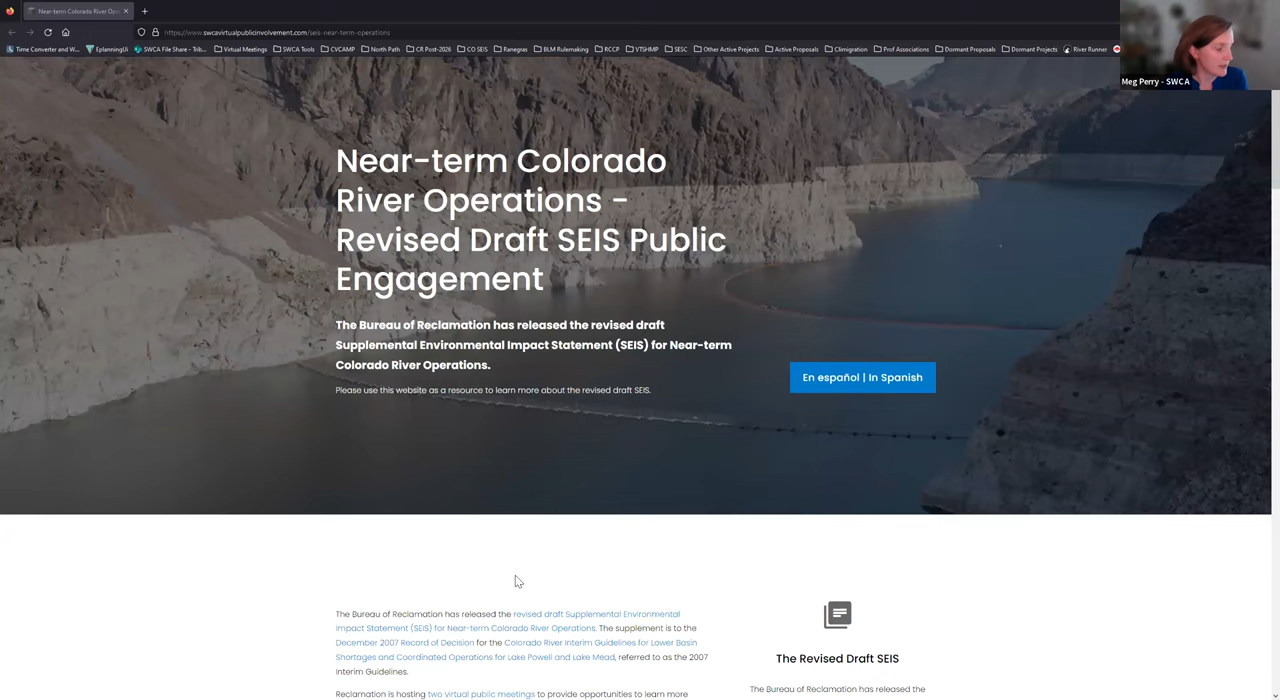 Near-term Colorado River Ope
https://www.swcavirtualpublicinvolvement.com/seis-near-term-operations
Time Converter and W... EplanningUi SWCA File Share - Trib... Virtual Meetings SWCA Tools CVCAMP North Path CR Post-2026 CO SEIS Ranegras BLM Rulemaking RCCP VTSHMP SESC Other Active Projects Active Proposals Climigration Prof Associations Dormant Proposals Dormant Projects River Runner
Meg Perry - SWCA
Near-term Colorado
River Operations -
Revised Draft SEIS Public
Engagement
The Bureau of Reclamation has released the revised draft
Supplemental Environmental Impact Statement (SEIS) for Near-term
Colorado River Operations.
Please use this website as a resource to learn more about the revised draft SEIS.
En español | In Spanish
The Bureau of Reclamation has released the revised draft Supplemental Environmental
Impact Statement (SEIS) for Near-term Colorado River Operations. The supplement is to the
December 2007 Record of Decision for the Colorado River Interim Guidelines for Lower Basin
Shortages and Coordinated Operations for Lake Powell and Lake Mead, referred to as the 2007
Interim Guidelines.
Reclamation is hosting two virtual public meetings to provide opportunities to learn more
The Revised Draft SEIS
The Bureau of Reclamation has released the